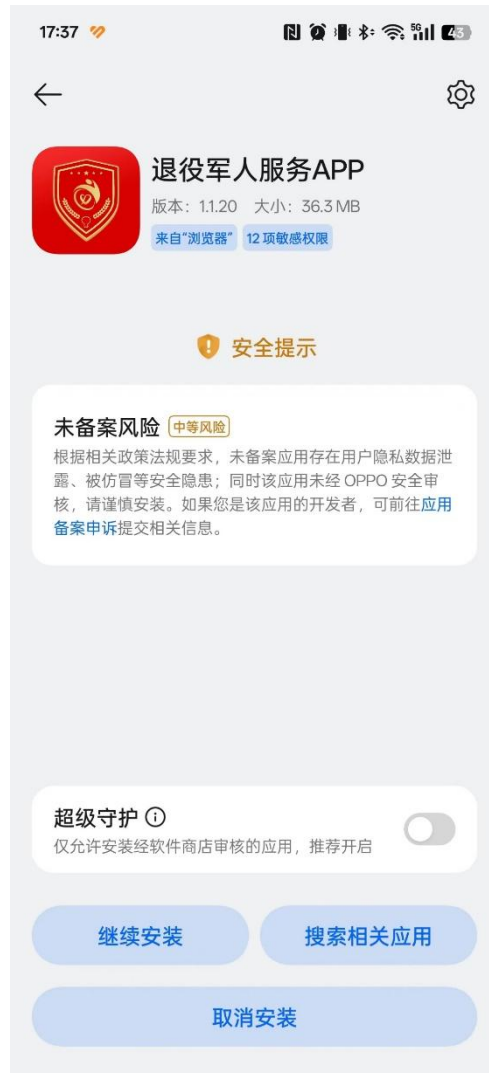 17:37 5G 43
退役军人服务APP
版本：1.1.20 大小：36.3 MB
来自“浏览器” 12 项敏感权限
安全提示
未备案风险 中等风险
根据相关政策法规要求，未备案应用存在用户隐私数据泄
露、被仿冒等安全隐患；同时该应用未经 OPPO 安全审
核，请谨慎安装。如果您是该应用的开发者，可前往应用
备案申诉提交相关信息。
超级守护
仅允许安装经软件商店审核的应用，推荐开启
继续安装 搜索相关应用
取消安装